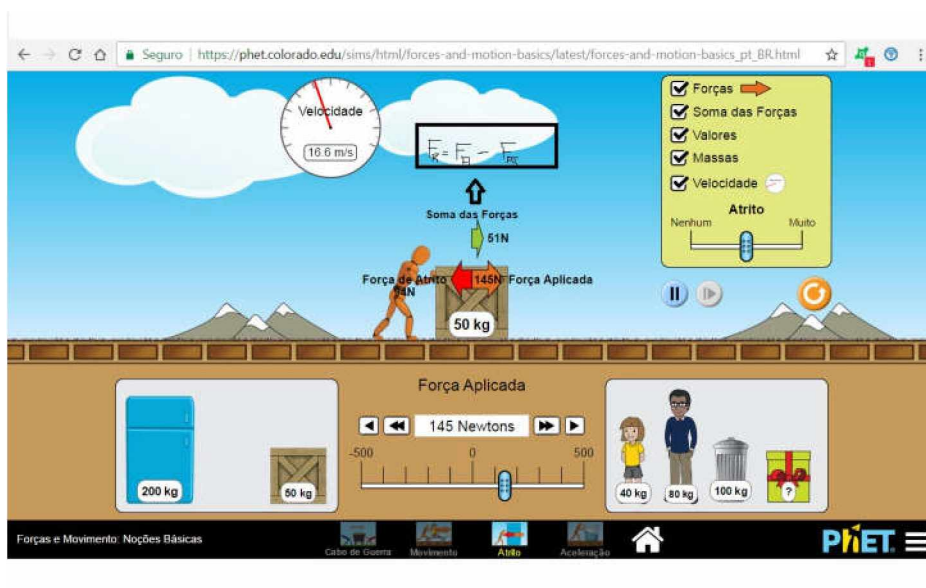 Seguro | https://phet.colorado.edu/sims/html/forces-and-motion-basics/latest/forces-and-motion-basics_pt_BR.html
Velocidade
16.6 m/s
Forças
Soma das Forças
Valores
Massas
Velocidade
Atrito
Nenhum Muito
Soma das Forças
51N
Força de Atrito 145N Força Aplicada
50 kg
Força Aplicada
145 Newtons
-500 0 500
200 kg
50 kg
40 kg
80 kg
100 kg
?
Forças e Movimento: Noções Básicas
Cabo de Guerra
Movimento
Atrito
Aceleração
PhET